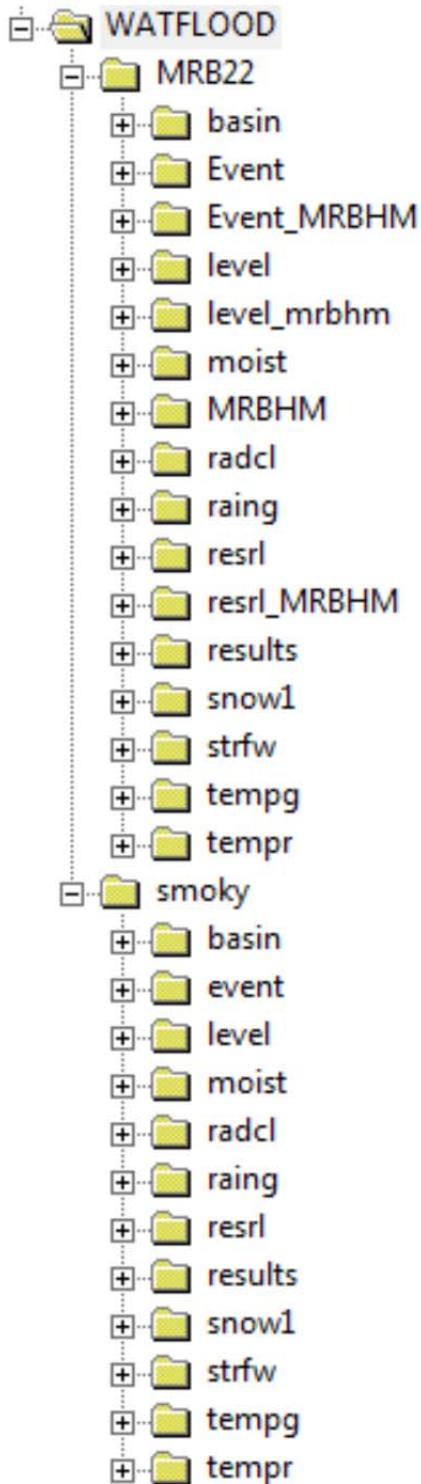 WATFLOOD
MRB22
basin
Event
Event_MRBHM
level
level_mrbhm
moist
MRBHM
radcl
raing
resrl
resrl_MRBHM
results
snow1
strfw
tempg
tempr
smoky
basin
event
level
moist
radcl
raing
resrl
results
snow1
strfw
tempg
tempr